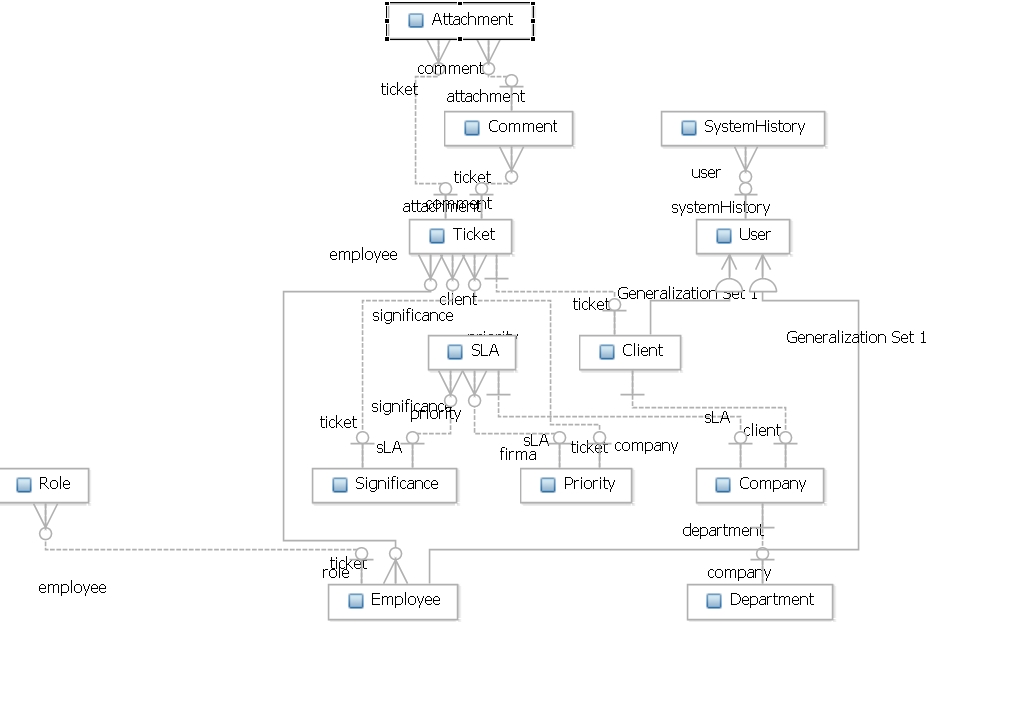 Attachment
comment
ticket
attachment
Comment
SystemHistory
ticket
user
comment
attachment
systemHistory
Ticket
User
employee
client
Generalization Set 1
ticket
significance
priority
Generalization Set 1
SLA
Client
significance
priority
sLA
ticket
client
sLA
sLA
ticket
company
firma
Role
Significance
Priority
Company
department
ticket
role
company
employee
Employee
Department